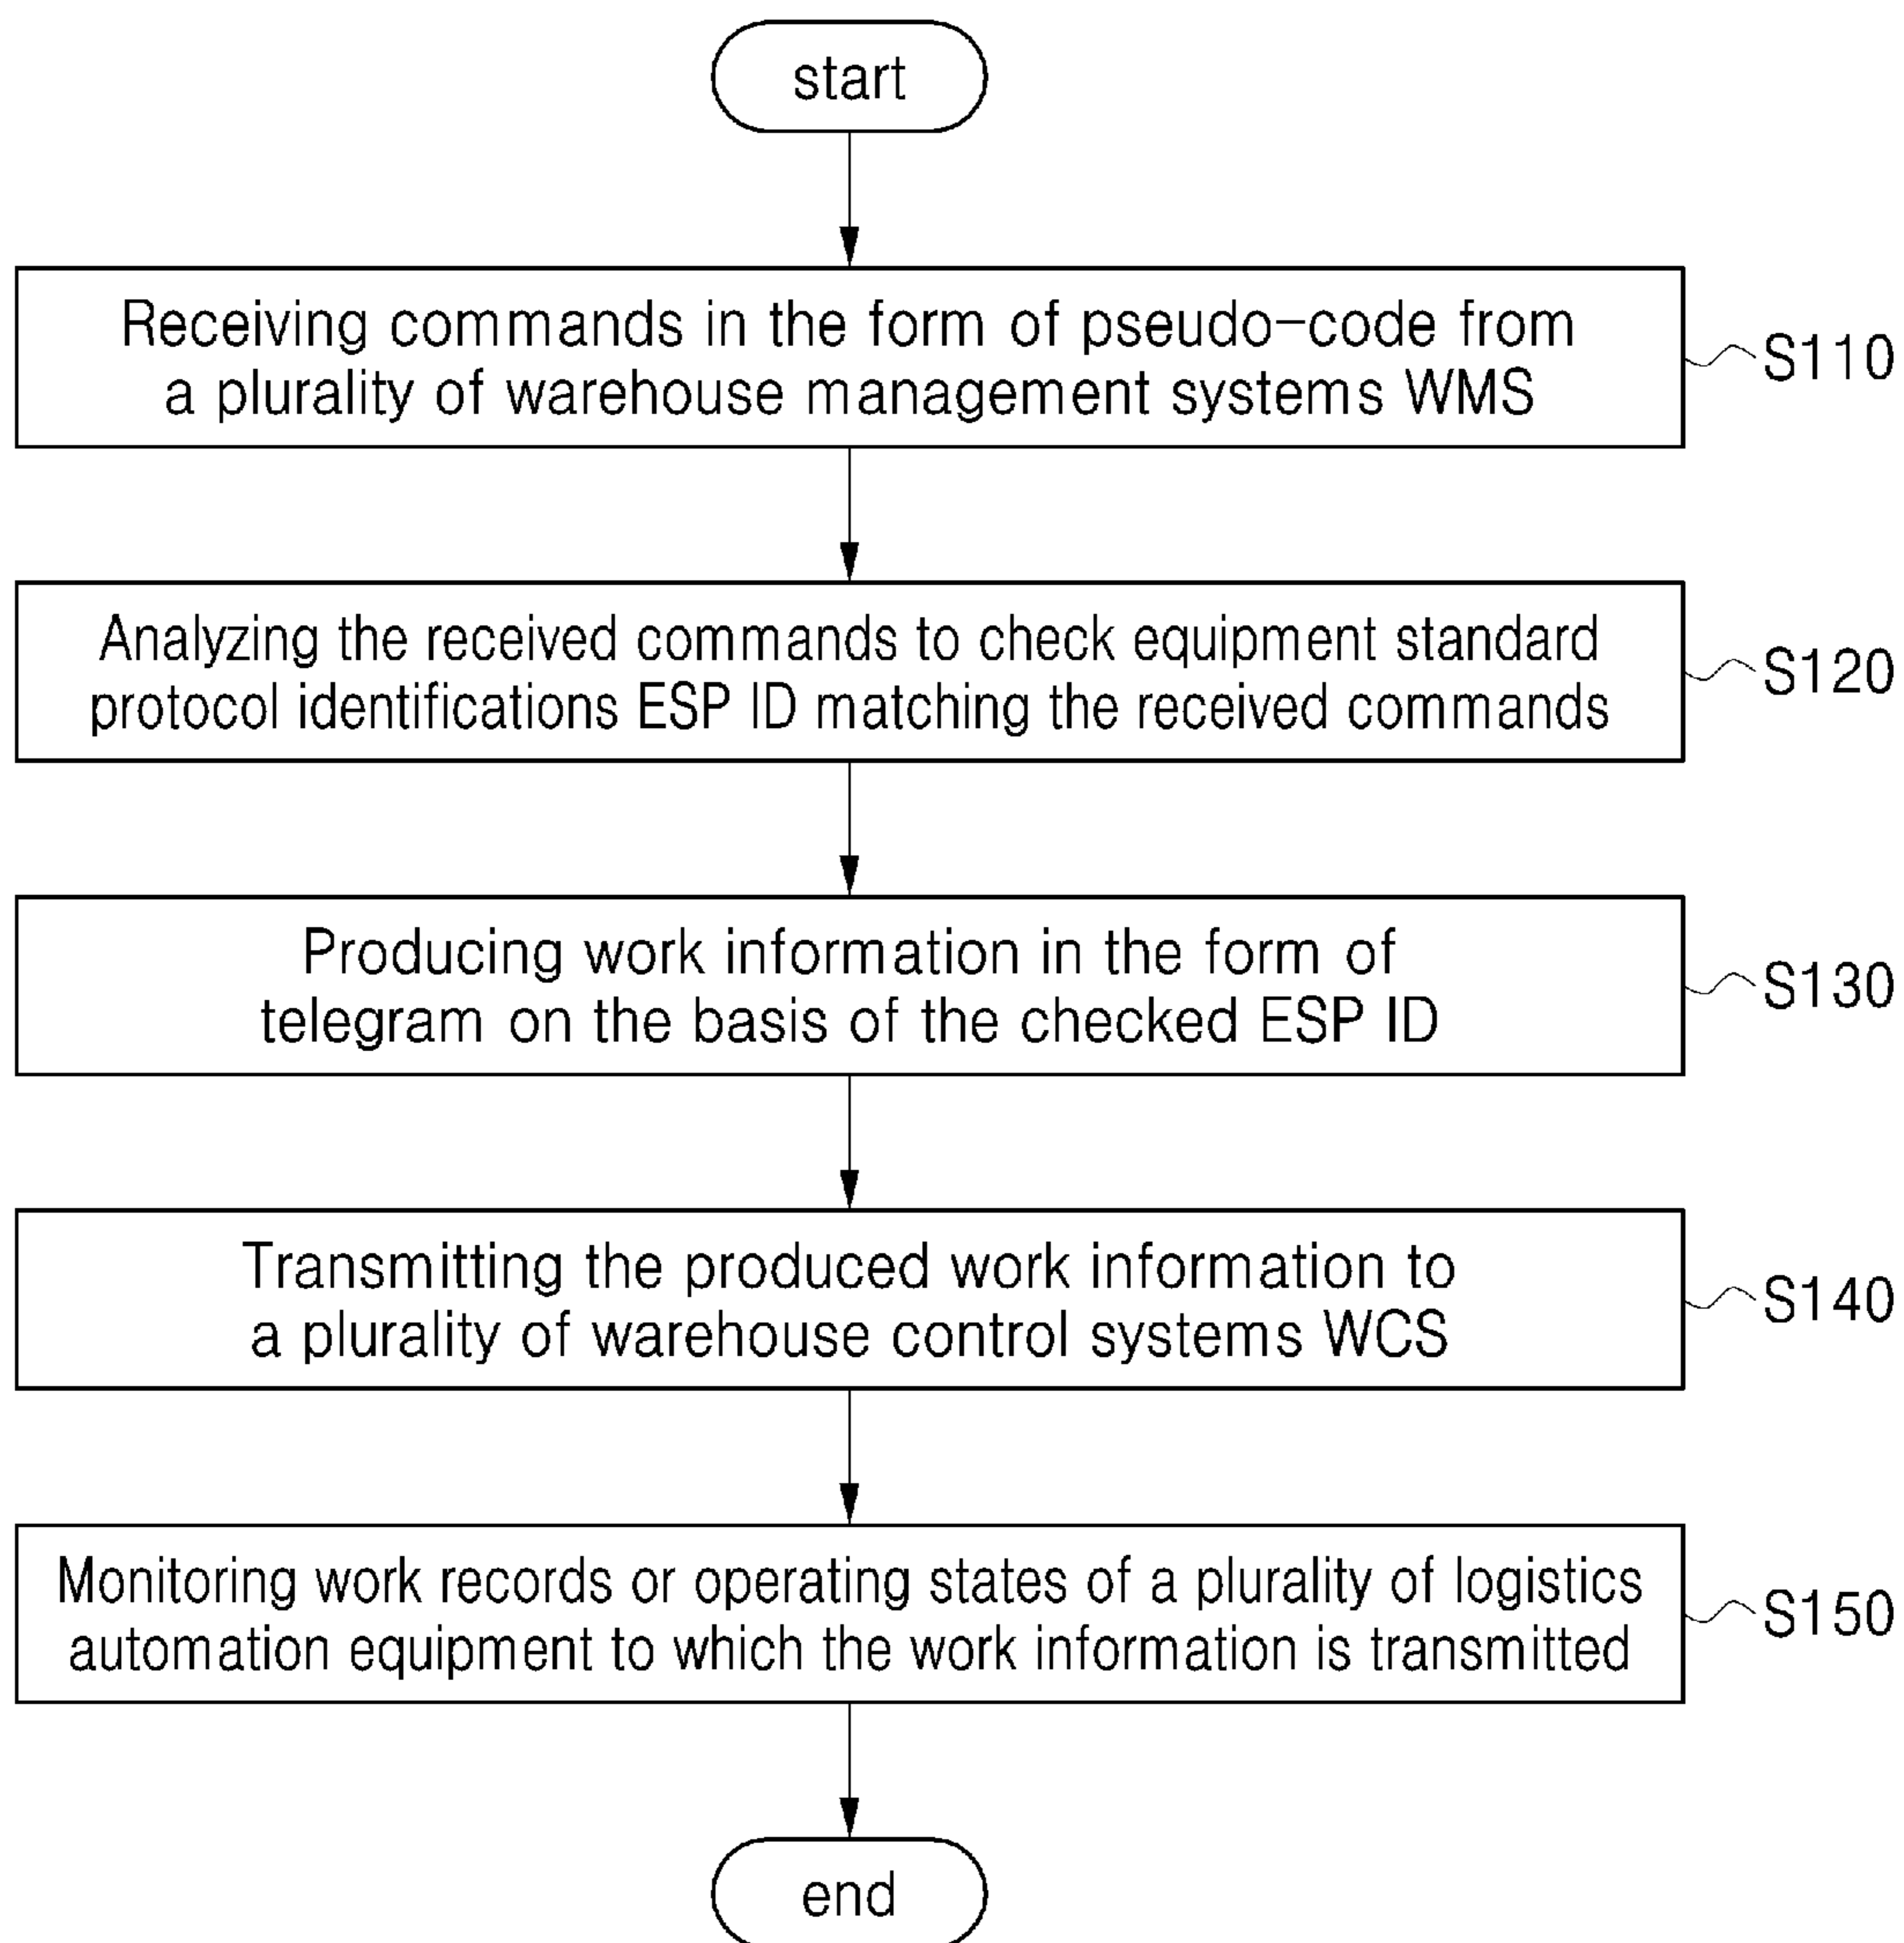 start
Receiving commands in the form of pseudo-code from
a plurality of warehouse management systems WMS
S110
Analyzing the received commands to check equipment standard
protocol identifications ESP ID matching the received commands
S120
Producing work information in the form of
telegram on the basis of the checked ESP ID
S130
Transmitting the produced work information to
a plurality of warehouse control systems WCS
S140
Monitoring work records or operating states of a plurality of logistics
automation equipment to which the work information is transmitted
S150
end